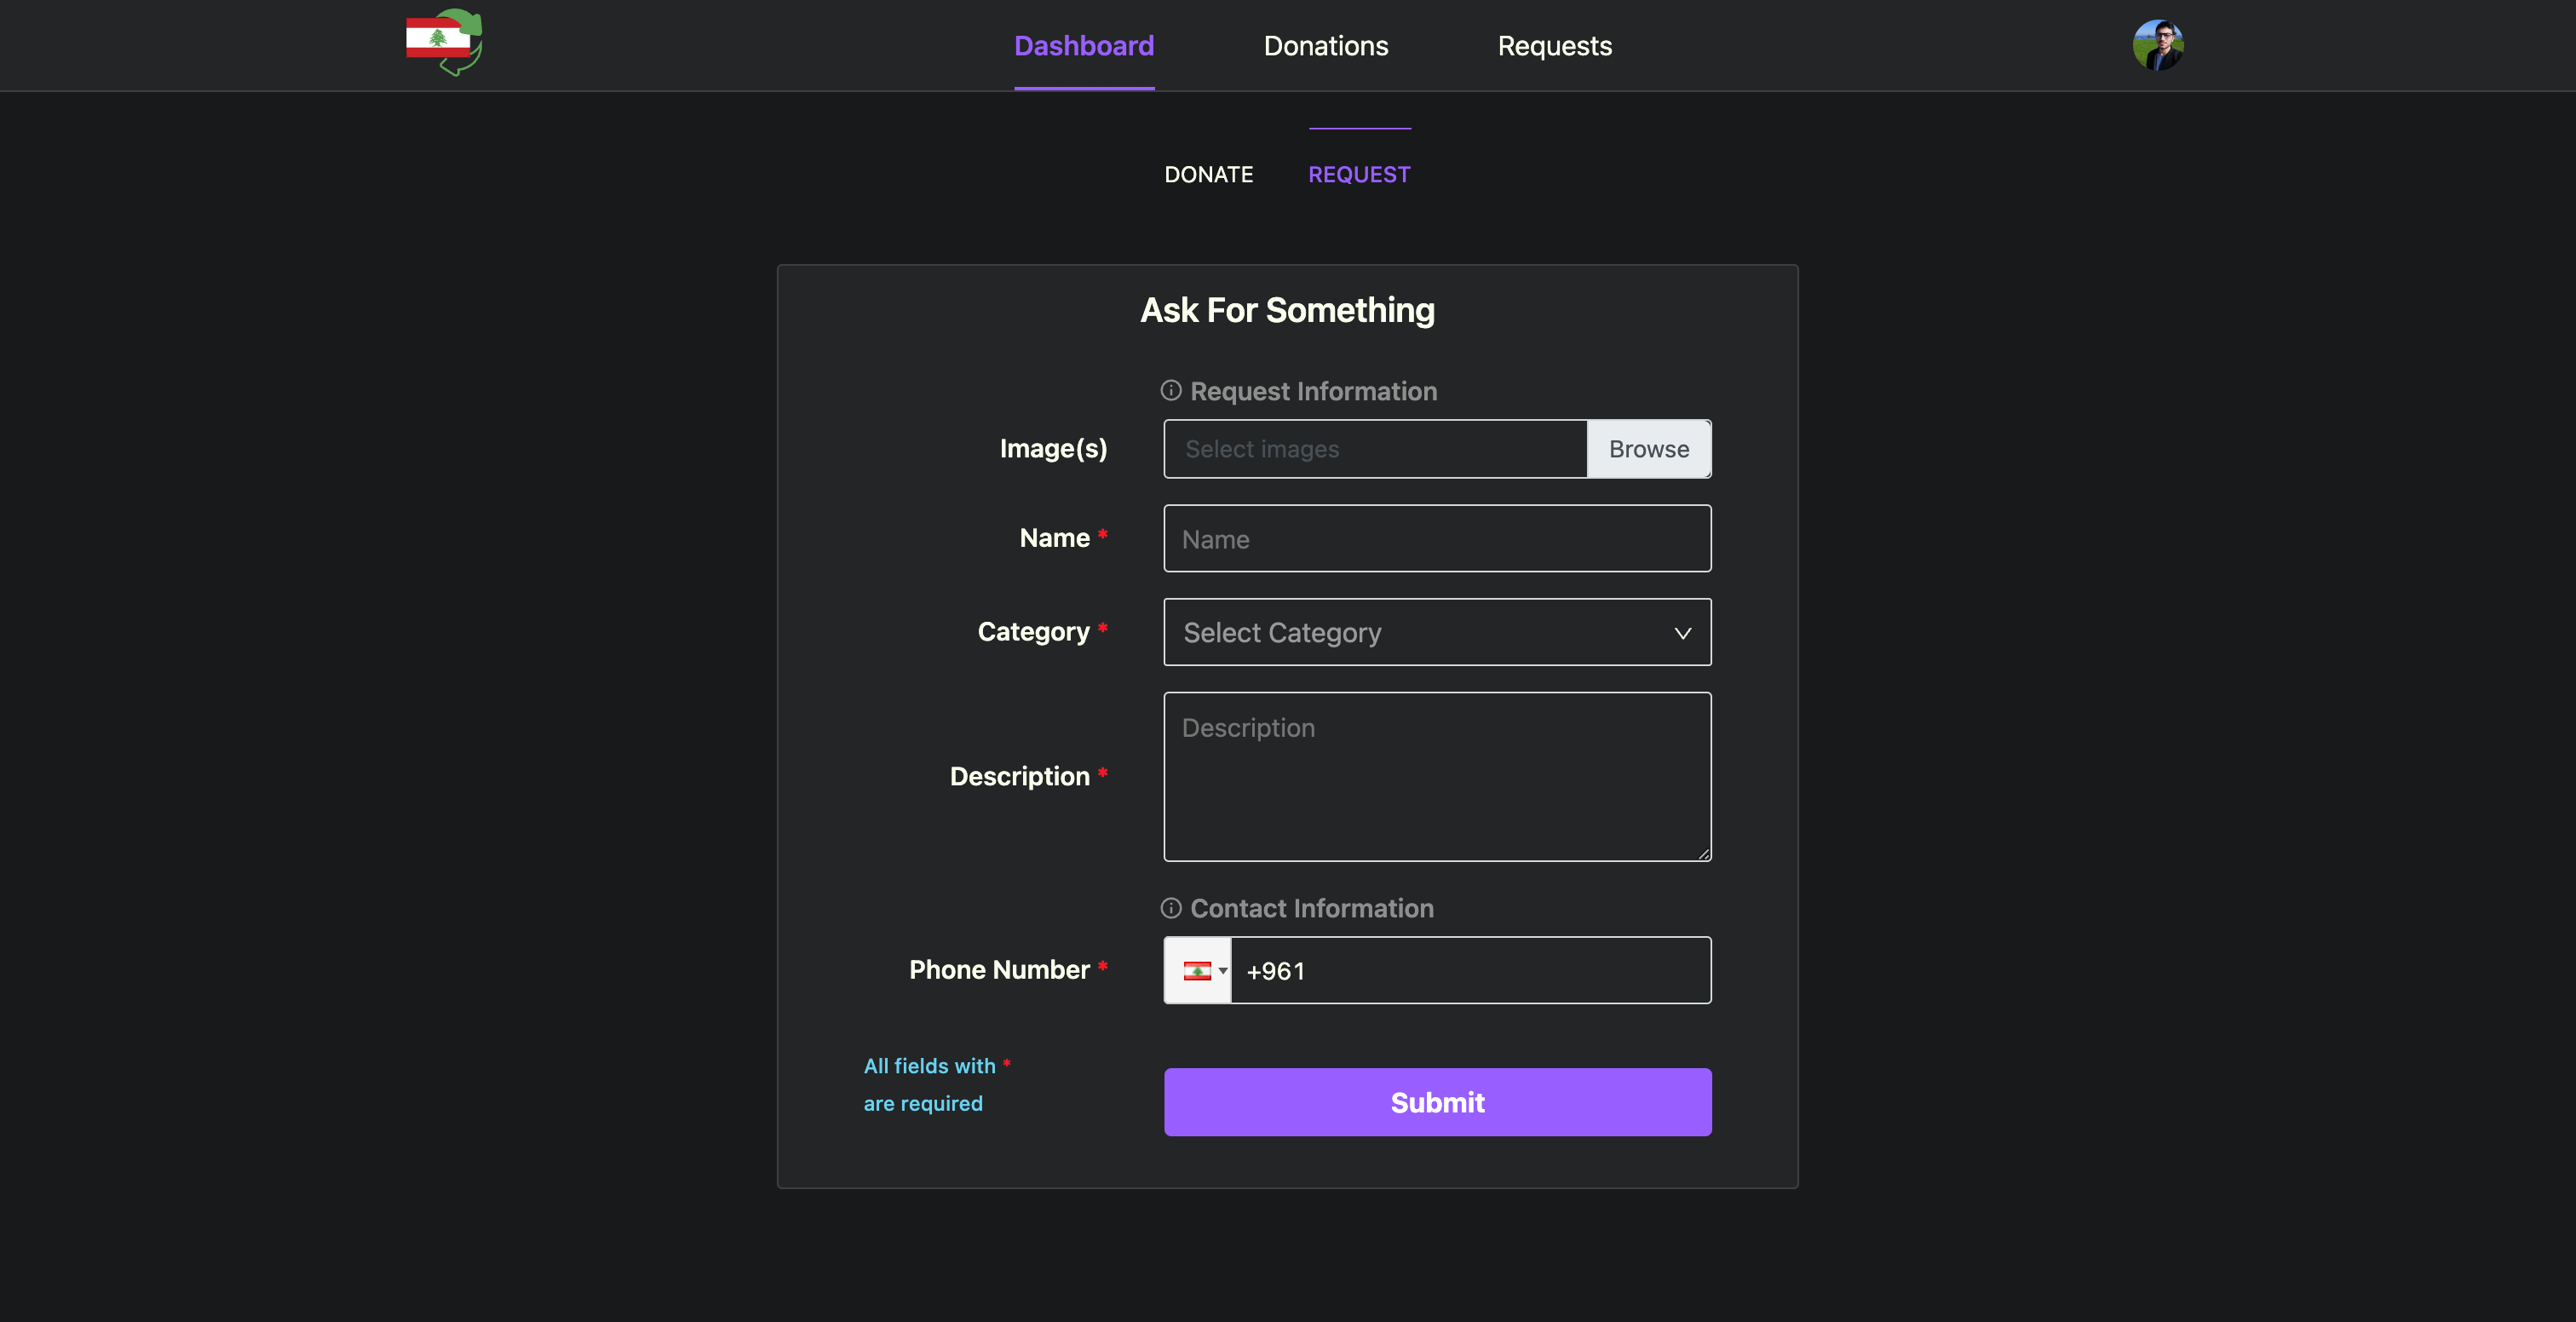 Dashboard Donations Requests
DONATE REQUEST
Ask For Something
Request Information
Image(s) Select images Browse
Name * Name
Category * Select Category
Description * Description
Contact Information
Phone Number * +961
All fields with *
are required
Submit